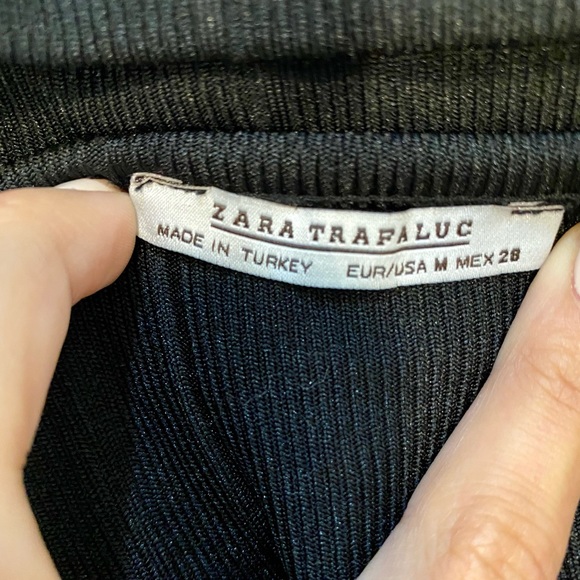 ZARA TRAFALUC
MADE IN TURKEY EUR/USA M MEX 28